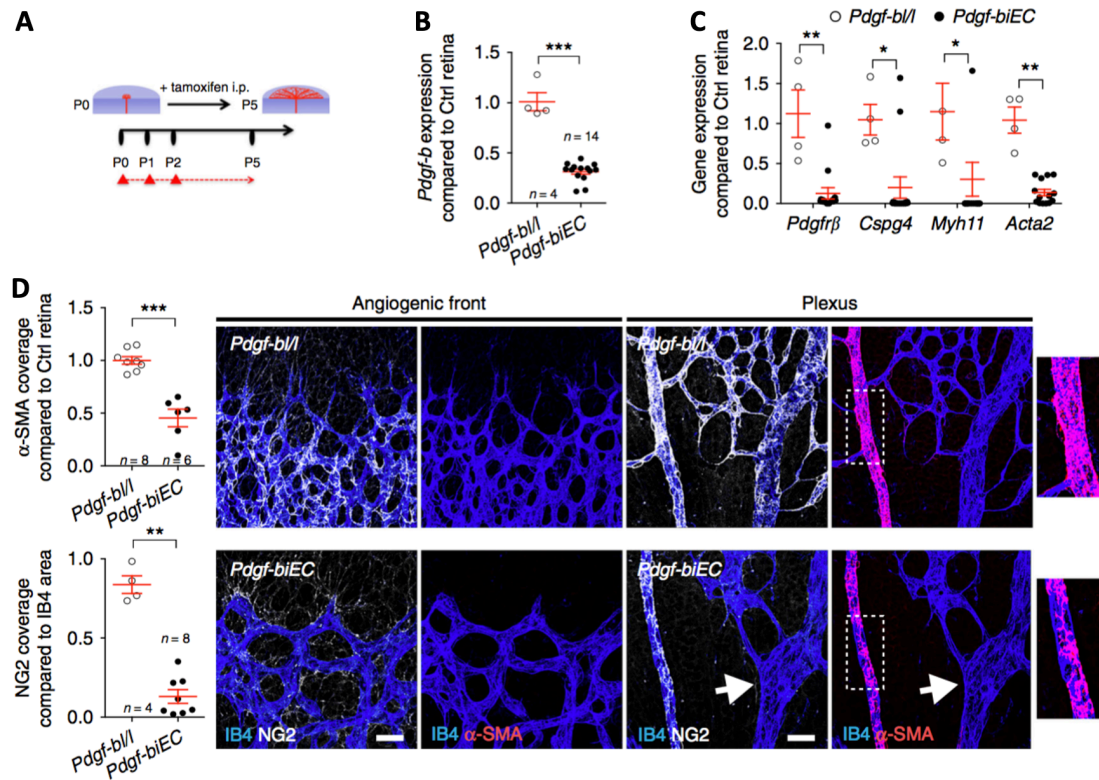 A
P0
+ tamoxifen i.p.
P5
P0
P1
P2
P5
B
Pdgf-b expression
compared to Ctrl retina
1.5
1.0
0.5
0.0
***
n = 14
n = 4
Pdgf-bl/l
Pdgf-biEC
C
Pdgf-bl/l
Pdgf-biEC
Gene expression
compared to Ctrl retina
2.0
1.5
1.0
0.5
0.0
**
*
*
**
Pdgfrβ
Cspg4
Myh11
Acta2
D
α-SMA coverage
compared to Ctrl retina
1.5
1.0
0.5
0.0
***
n = 8
n = 6
Pdgf-bl/l
Pdgf-biEC
Angiogenic front
Plexus
Pdgf-bl/l
Pdgf-bl/l
NG2 coverage
compared to IB4 area
1.0
0.5
0.0
**
n = 8
n = 4
Pdgf-bl/l
Pdgf-biEC
Pdgf-biEC
Pdgf-biEC
IB4 NG2
IB4 α-SMA
IB4 NG2
IB4 α-SMA